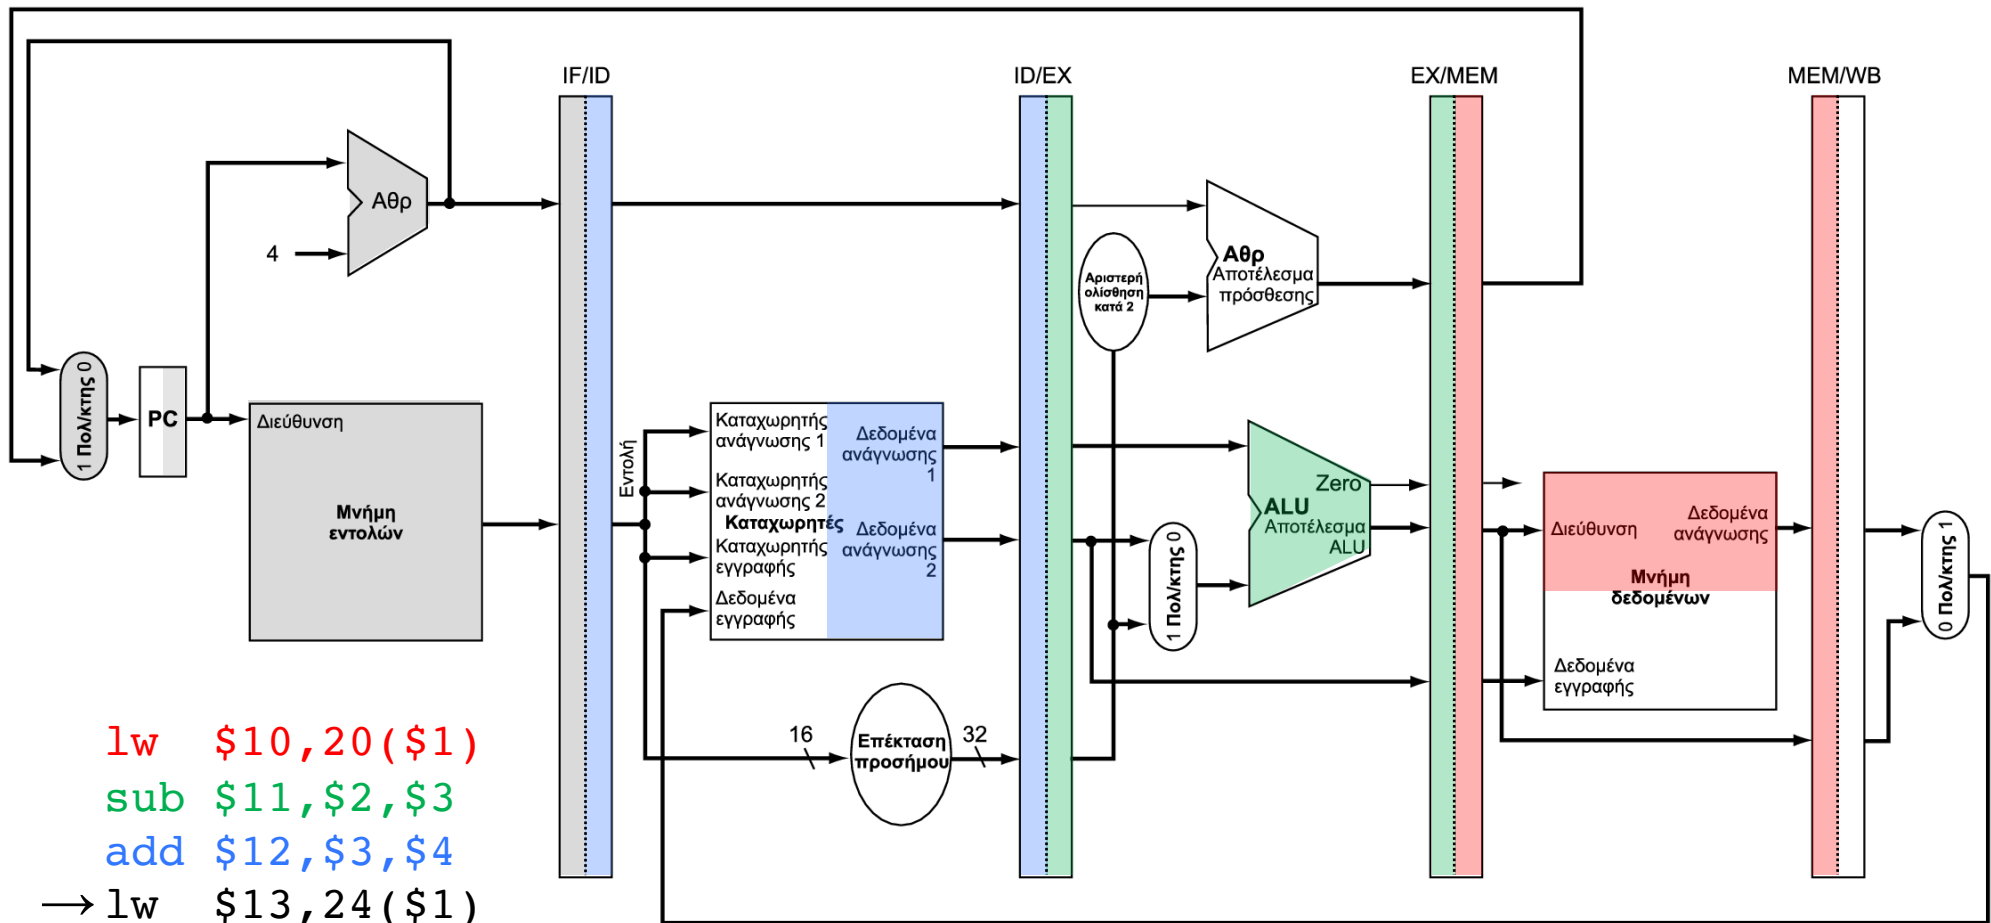 IF/ID
ID/EX
EX/MEM
MEM/WB
Αθρ
4
Αθρ
Αποτέλεσμα
πρόσθεσης
Αριστερή
ολίσθηση
κατά 2
1 Πολ/κτης 0
PC
Διεύθυνση
Μνήμη
εντολών
Εντολή
Καταχωρητής
ανάγνωσης 1
Καταχωρητής
ανάγνωσης 2
Καταχωρητές
Καταχωρητής
εγγραφής
Δεδομένα
εγγραφής
Δεδομένα
ανάγνωσης
1
Δεδομένα
ανάγνωσης
2
16
Επέκταση
προσήμου
32
1 Πολ/κτης 0
Zero
ALU
Αποτέλεσμα
ALU
Διεύθυνση
Δεδομένα
ανάγνωσης
Μνήμη
δεδομένων
Δεδομένα
εγγραφής
0 Πολ/κτης 1
lw $10,20($1)
sub $11,$2,$3
add $12,$3,$4
→lw $13,24($1)